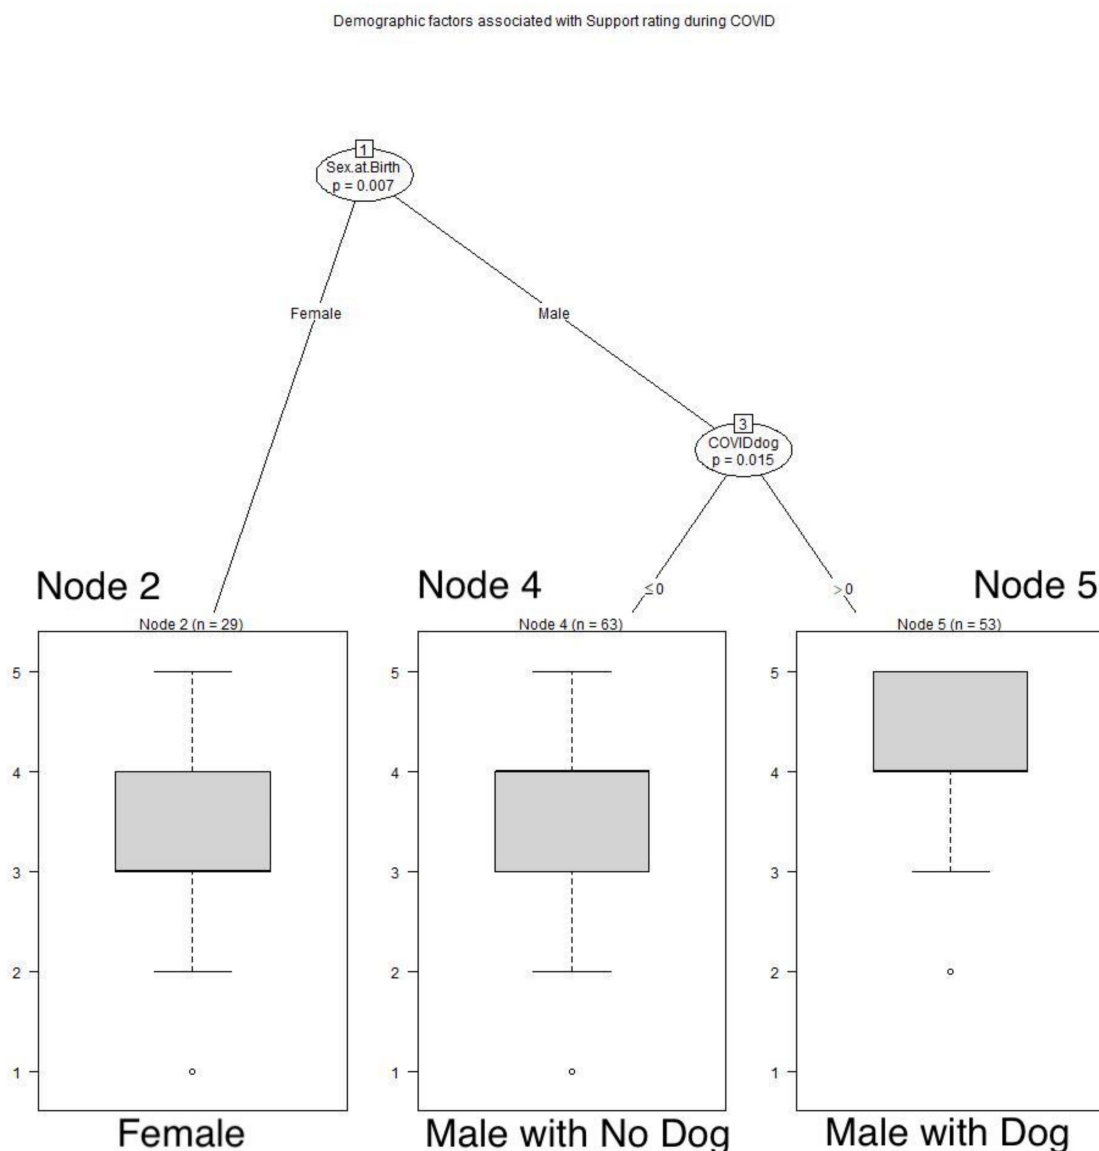 Demographic factors associated with Support rating during COVID
1
Sex.at.Birth
p = 0.007
Female
Male
3
COVIDdog
p = 0.015
≤ 0
> 0
Node 2
Node 4
Node 5
Node 2 (n = 29)
Node 4 (n = 63)
Node 5 (n = 53)
5
4
3
2
1
5
4
3
2
1
5
4
3
2
1
Female
Male with No Dog
Male with Dog